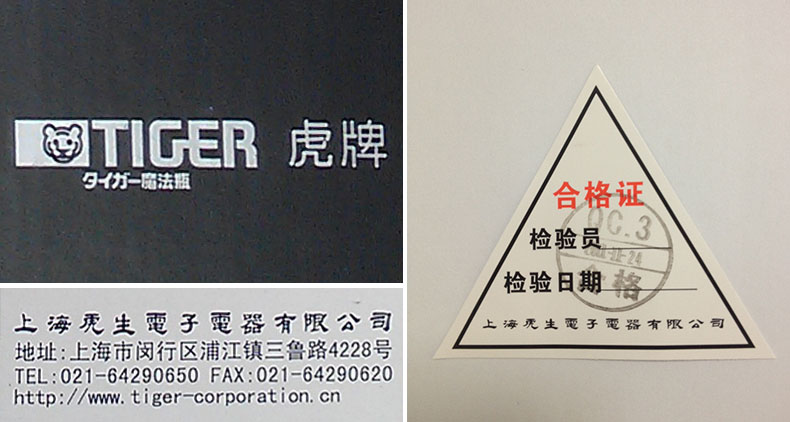 TIGER 虎牌
タイガー魔法瓶
上海虎生電子電器有限公司
地址:上海市闵行区浦江镇三鲁路4228号
TEL:021-64290650 FAX:021-64290620
http://www.tiger-corporation.cn
合格证
QC.3
检验员
检验日期
合格
上海虎生電子電器有限公司